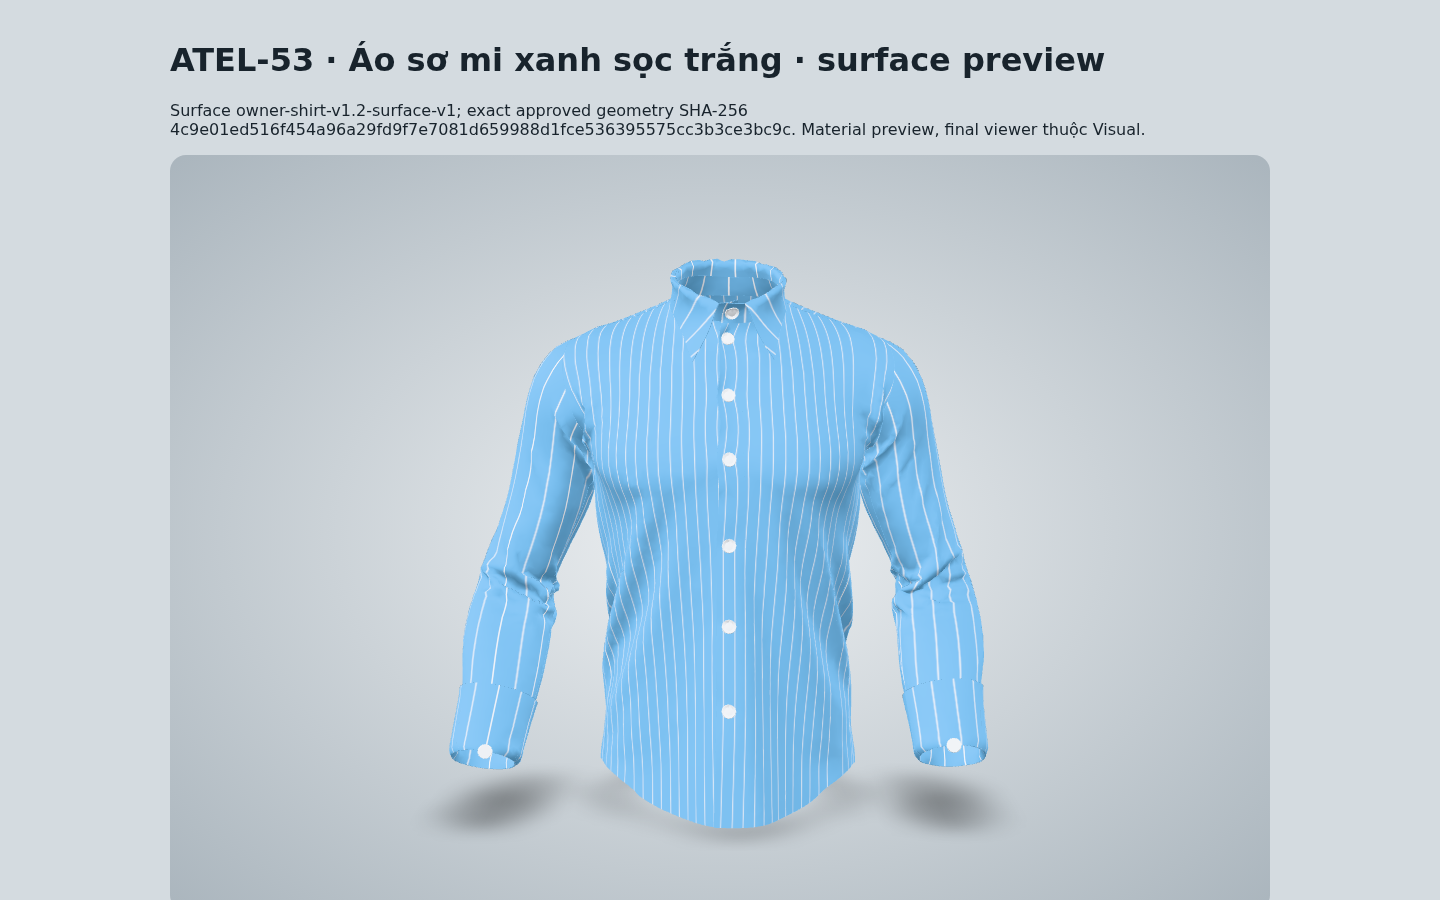 ATEL-53 · Áo sơ mi xanh sọc trắng · surface preview
Surface owner-shirt-v1.2-surface-v1; exact approved geometry SHA-256
4c9e01ed516f454a96a29fd9f7e7081d659988d1fce536395575cc3b3ce3bc9c. Material preview, final viewer thuộc Visual.